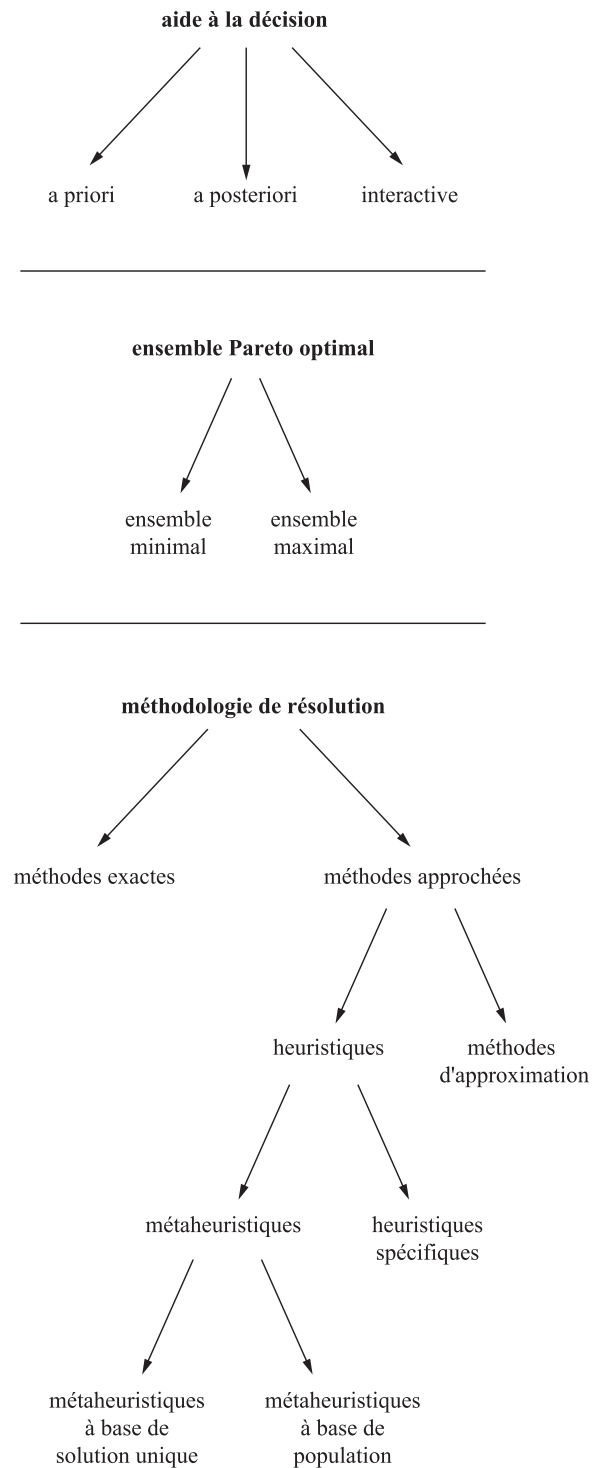 aide à la décision
a priori
a posteriori
interactive
ensemble Pareto optimal
ensemble
minimal
ensemble
maximal
méthodologie de résolution
méthodes exactes
méthodes approchées
heuristiques
méthodes
d'approximation
métaheuristiques
heuristiques
spécifiques
métaheuristiques
à base de
solution unique
métaheuristiques
à base de
population